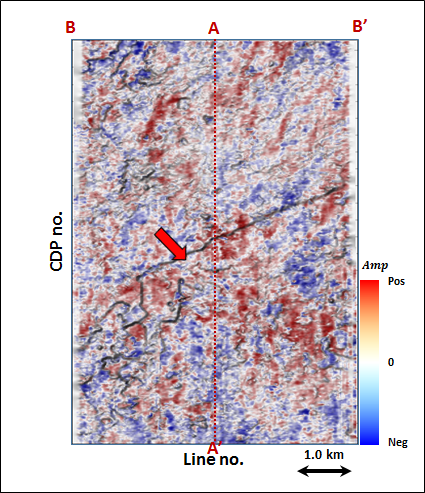 B
A
B'
CDP no.
Amp
Pos
0
Neg
A'
Line no.
1.0 km